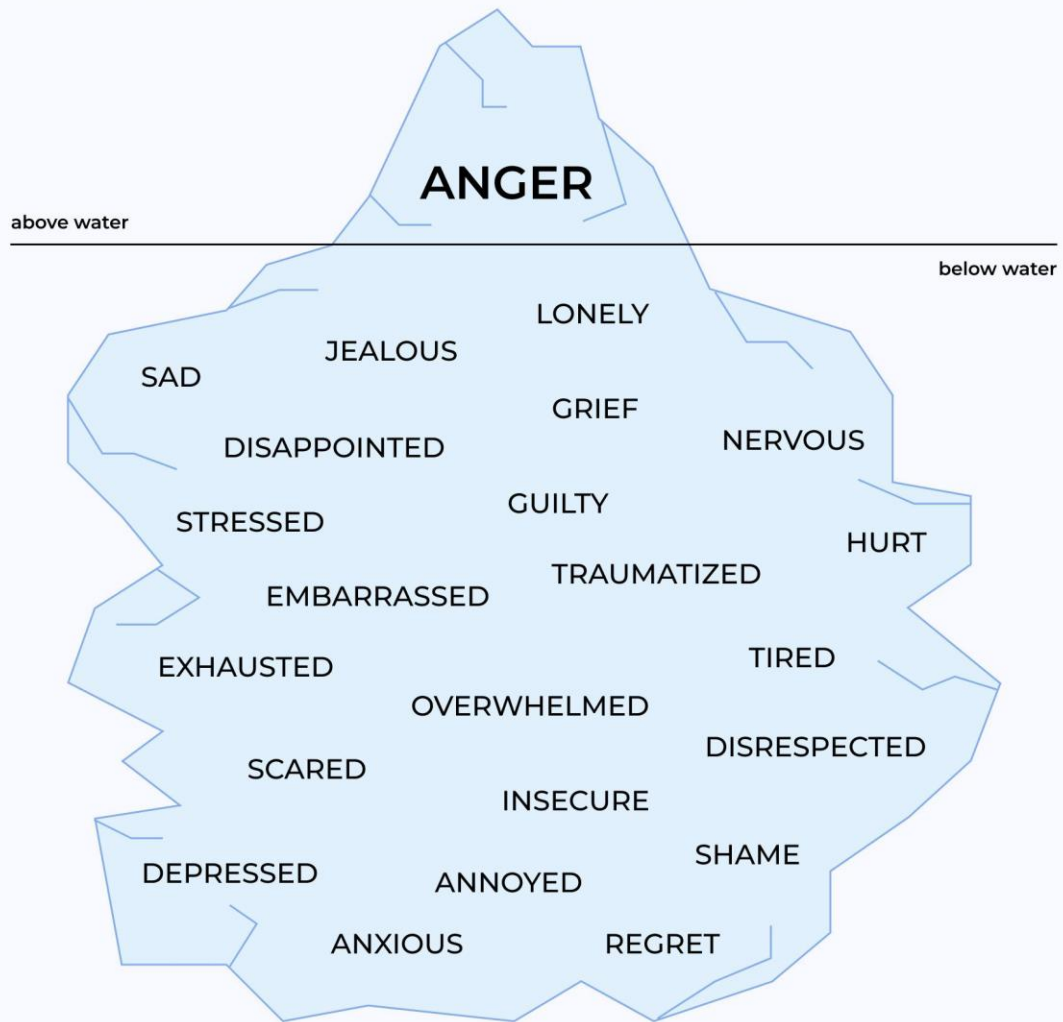 ANGER
above water
below water
LONELY
JEALOUS
SAD
GRIEF
NERVOUS
DISAPPOINTED
GUILTY
STRESSED
HURT
TRAUMATIZED
EMBARRASSED
TIRED
EXHAUSTED
OVERWHELMED
DISRESPECTED
SCARED
INSECURE
SHAME
DEPRESSED
ANNOYED
ANXIOUS
REGRET